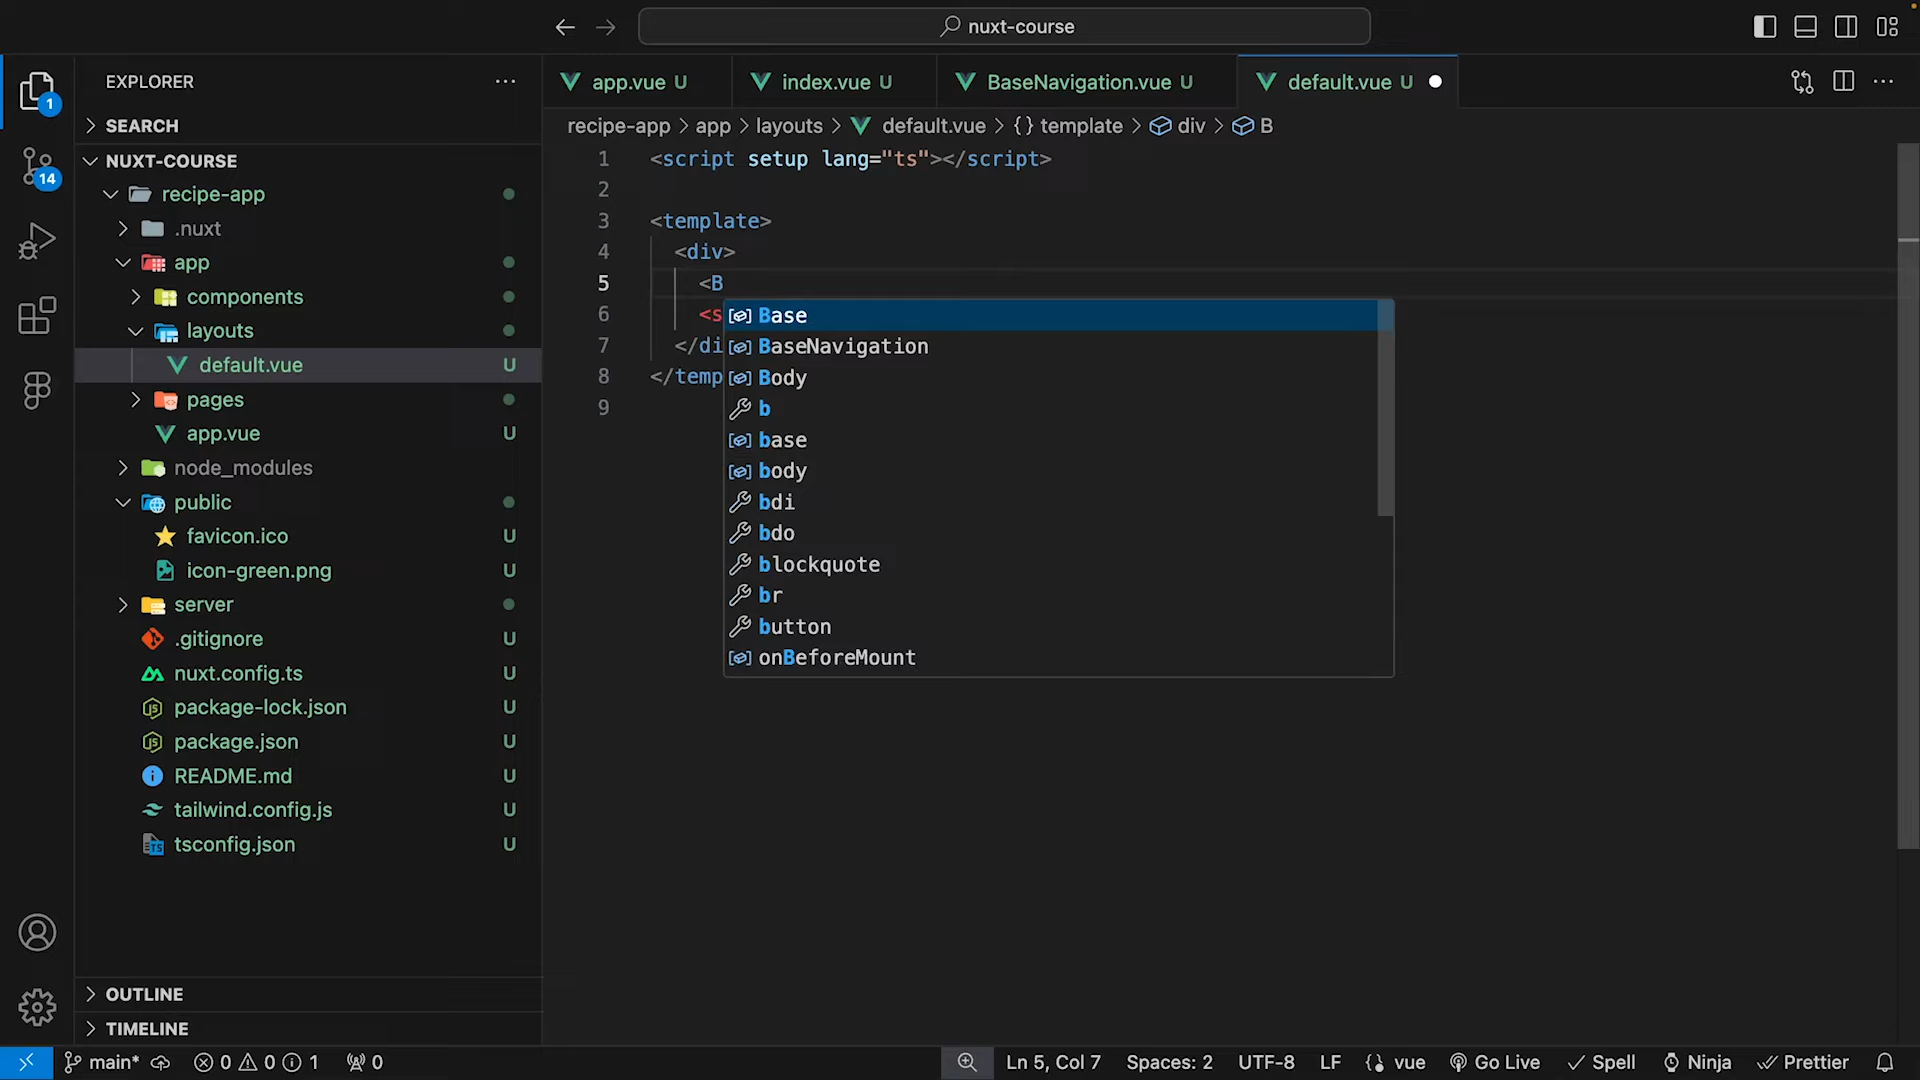 nuxt-course
EXPLORER
SEARCH
NUXT-COURSE
recipe-app
.nuxt
app
components
layouts
default.vue U
pages
app.vue U
node_modules
public
favicon.ico U
icon-green.png U
server
.gitignore U
nuxt.config.ts U
package-lock.json U
package.json U
README.md U
tailwind.config.js U
tsconfig.json U
OUTLINE
TIMELINE
1
14
app.vue U
index.vue U
BaseNavigation.vue U
default.vue U
recipe-app > app > layouts > default.vue > {} template > div > B
1 <script setup lang="ts"></script>
2
3 <template>
4 <div>
5 <B
6 <s
7 </di
8 </temp
9
Base
BaseNavigation
Body
b
base
body
bdi
bdo
blockquote
br
button
onBeforeMount
main* 0 0 1 0 Ln 5, Col 7 Spaces: 2 UTF-8 LF {} vue Go Live Spell Ninja Prettier